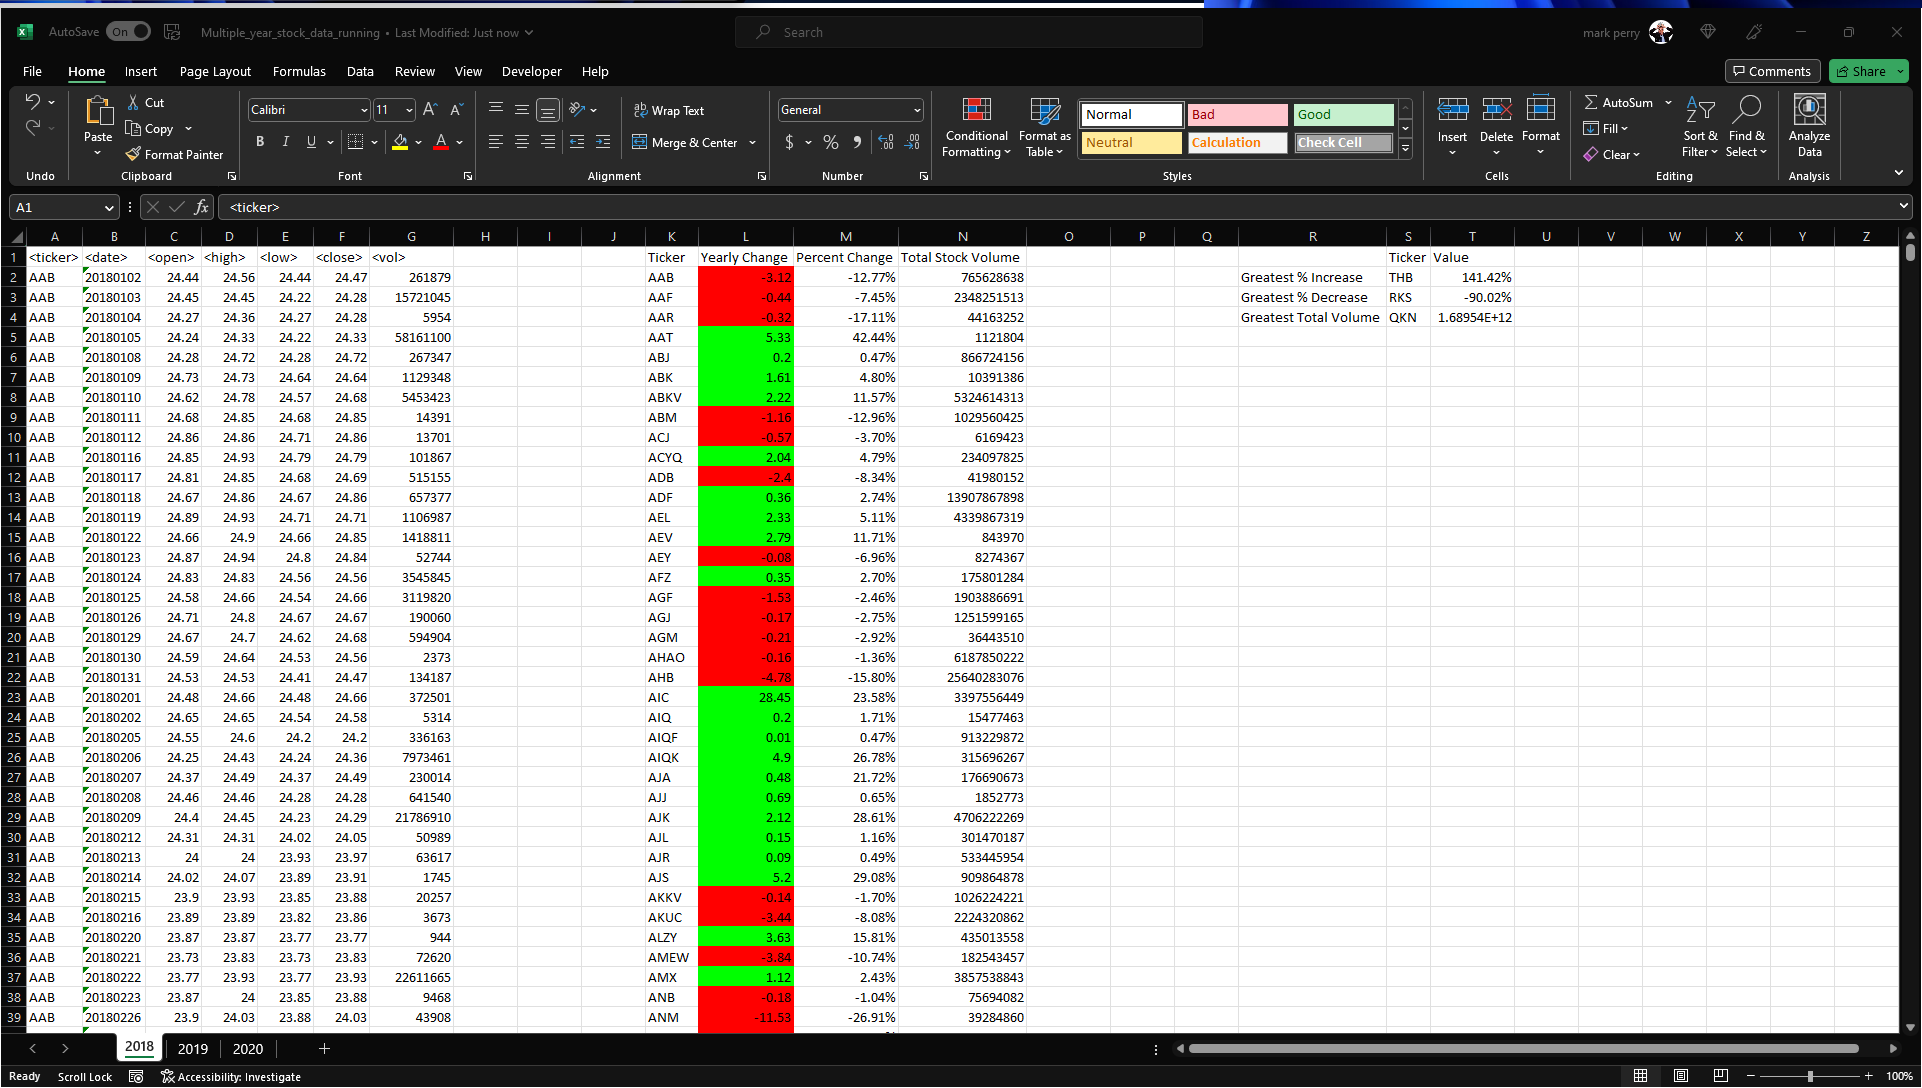 AutoSave On Multiple_year_stock_data_running • Last Modified: Just now Search mark perry
File Home Insert Page Layout Formulas Data Review View Developer Help Comments Share
Paste Cut Copy Format Painter
Calibri 11 B I U A
Wrap Text Merge & Center
General $ %
Conditional Formatting Format as Table
Normal Bad Good
Neutral Calculation Check Cell
Insert Delete Format
AutoSum Fill Clear Sort & Filter Find & Select Analyze Data
Undo Clipboard Font Alignment Number Styles Cells Editing Analysis
A1 fx <ticker>
A B C D E F G H I J K L M N O P Q R S T U V W X Y Z
1 <ticker> <date> <open> <high> <low> <close> <vol> Ticker Yearly Change Percent Change Total Stock Volume Ticker Value
2 AAB 20180102 24.44 24.56 24.44 24.47 261879 AAB -3.12 -12.77% 765628638 Greatest % Increase THB 141.42%
3 AAB 20180103 24.45 24.45 24.22 24.28 15721045 AAF -0.44 -7.45% 2348251513 Greatest % Decrease RKS -90.02%
4 AAB 20180104 24.27 24.36 24.27 24.28 5954 AAR -0.32 -17.11% 44163252 Greatest Total Volume QKN 1.68954E+12
5 AAB 20180105 24.24 24.33 24.22 24.33 58161100 AAT 5.33 42.44% 1121804
6 AAB 20180108 24.28 24.72 24.28 24.72 267347 ABJ 0.2 0.47% 866724156
7 AAB 20180109 24.73 24.73 24.64 24.64 1129348 ABK 1.61 4.80% 10391386
8 AAB 20180110 24.62 24.78 24.57 24.68 5453423 ABKV 2.22 11.57% 5324614313
9 AAB 20180111 24.68 24.85 24.68 24.85 14391 ABM -1.16 -12.96% 1029560425
10 AAB 20180112 24.86 24.86 24.71 24.86 13701 ACJ -0.57 -3.70% 6169423
11 AAB 20180116 24.85 24.93 24.79 24.79 101867 ACYQ 2.04 4.79% 234097825
12 AAB 20180117 24.81 24.85 24.68 24.69 515155 ADB -2.4 -8.34% 41980152
13 AAB 20180118 24.67 24.86 24.67 24.86 657377 ADF 0.36 2.74% 13907867898
14 AAB 20180119 24.89 24.93 24.71 24.71 1106987 AEL 2.33 5.11% 4339867319
15 AAB 20180122 24.66 24.9 24.66 24.85 1418811 AEV 2.79 11.71% 843970
16 AAB 20180123 24.87 24.94 24.8 24.84 52744 AEY -0.08 -6.96% 8274367
17 AAB 20180124 24.83 24.83 24.56 24.56 3545845 AFZ 0.35 2.70% 175801284
18 AAB 20180125 24.58 24.66 24.54 24.66 3119820 AGF -1.53 -2.46% 1903886691
19 AAB 20180126 24.71 24.8 24.67 24.67 190060 AGJ -0.17 -2.75% 1251599165
20 AAB 20180129 24.67 24.7 24.62 24.68 594904 AGM -0.21 -2.92% 36443510
21 AAB 20180130 24.59 24.64 24.53 24.56 2373 AHAO -0.16 -1.36% 6187850222
22 AAB 20180131 24.53 24.53 24.41 24.47 134187 AHB -4.78 -15.80% 25640283076
23 AAB 20180201 24.48 24.66 24.48 24.66 372501 AIC 28.45 23.58% 3397556449
24 AAB 20180202 24.65 24.65 24.54 24.58 5314 AIQ 0.2 1.71% 15477463
25 AAB 20180205 24.55 24.6 24.2 24.2 336163 AIQF 0.01 0.47% 913229872
26 AAB 20180206 24.25 24.43 24.24 24.36 7973461 AIQK 4.9 26.78% 315696267
27 AAB 20180207 24.37 24.49 24.37 24.49 230014 AJA 0.48 21.72% 176690673
28 AAB 20180208 24.46 24.46 24.28 24.28 641540 AJJ 0.69 0.65% 1852773
29 AAB 20180209 24.4 24.45 24.23 24.29 21786910 AJK 2.12 28.61% 4706222269
30 AAB 20180212 24.31 24.31 24.02 24.05 50989 AJL 0.15 1.16% 301470187
31 AAB 20180213 24 24 23.93 23.97 63617 AJR 0.09 0.49% 533445954
32 AAB 20180214 24.02 24.07 23.89 23.91 1745 AJS 5.2 29.08% 909864878
33 AAB 20180215 23.9 23.93 23.85 23.88 20257 AKKV -0.14 -1.70% 1026224221
34 AAB 20180216 23.89 23.89 23.82 23.86 3673 AKUC -3.44 -8.08% 2224320862
35 AAB 20180220 23.87 23.87 23.77 23.77 944 ALZY 3.63 15.81% 435013558
36 AAB 20180221 23.73 23.83 23.73 23.83 72620 AMEW -3.84 -10.74% 182543457
37 AAB 20180222 23.77 23.93 23.77 23.93 22611665 AMX 1.12 2.43% 3857538843
38 AAB 20180223 23.87 24 23.85 23.88 9468 ANB -0.18 -1.04% 75694082
39 AAB 20180226 23.9 24.03 23.88 24.03 43908 ANM -11.53 -26.91% 39284860
2018 2019 2020 +
Ready Scroll Lock Accessibility: Investigate 100%